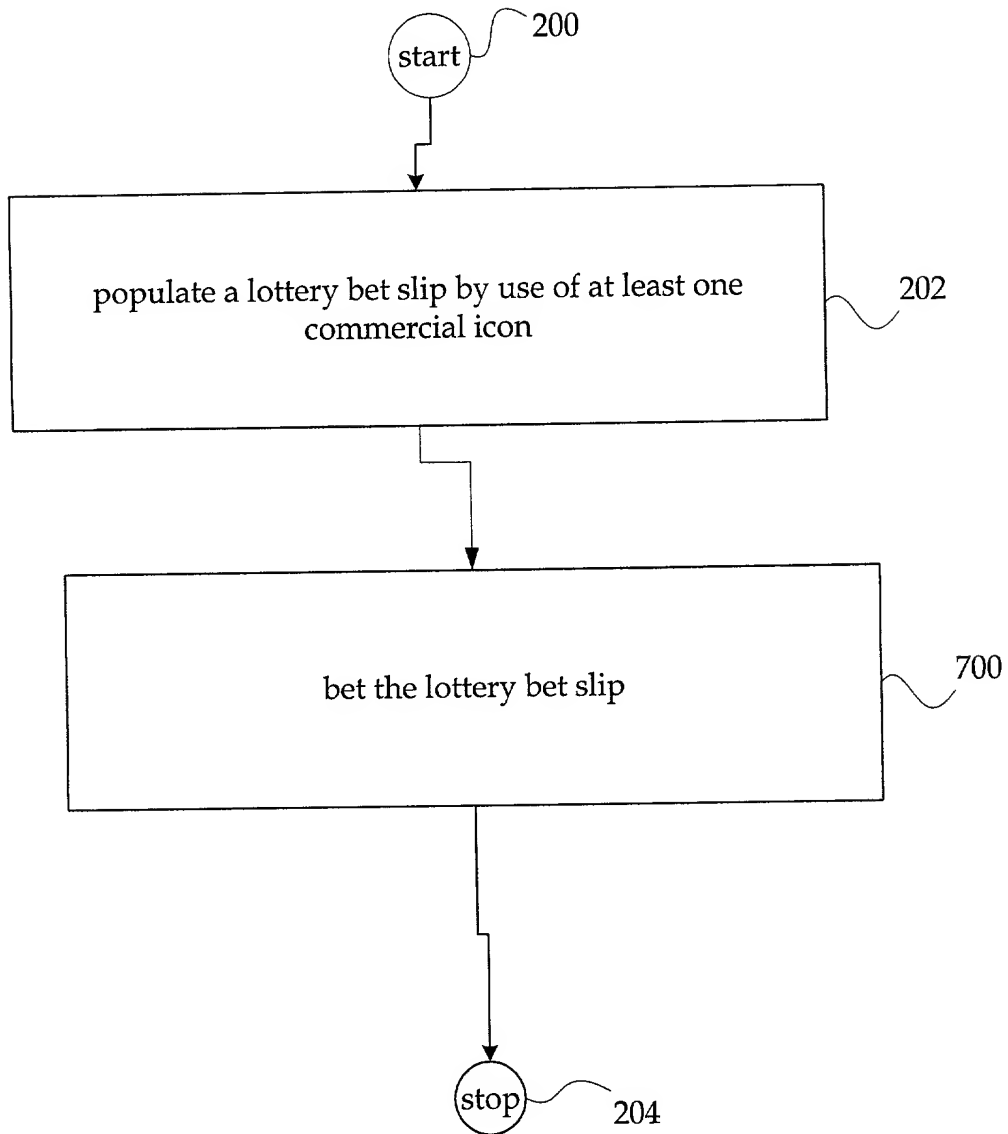 start
200
populate a lottery bet slip by use of at least one
commercial icon
202
bet the lottery bet slip
700
stop
204